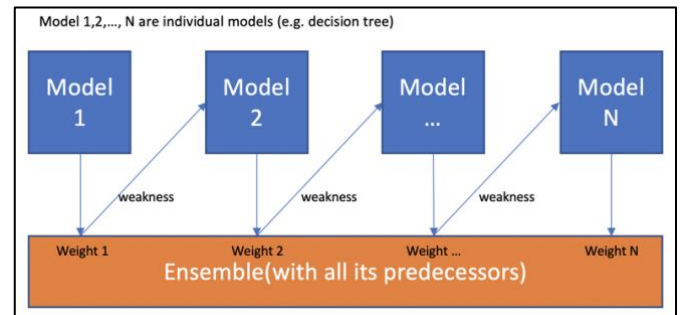 Model 1,2,..., N are individual models (e.g. decision tree)
Model
1
Model
2
Model
...
Model
N
weakness
weakness
weakness
Weight 1
Weight 2
Weight ...
Weight N
Ensemble(with all its predecessors)